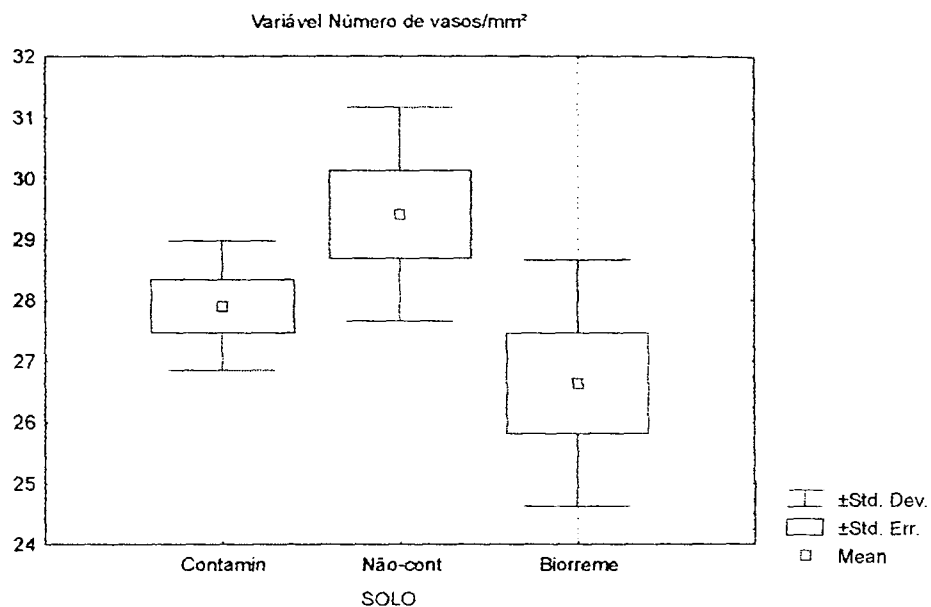 Variável Número de vasos/mm²
32
31
30
29
28
27
26
25
24
Contamin Não-cont Biorreme
SOLO
±Std. Dev.
±Std. Err.
Mean